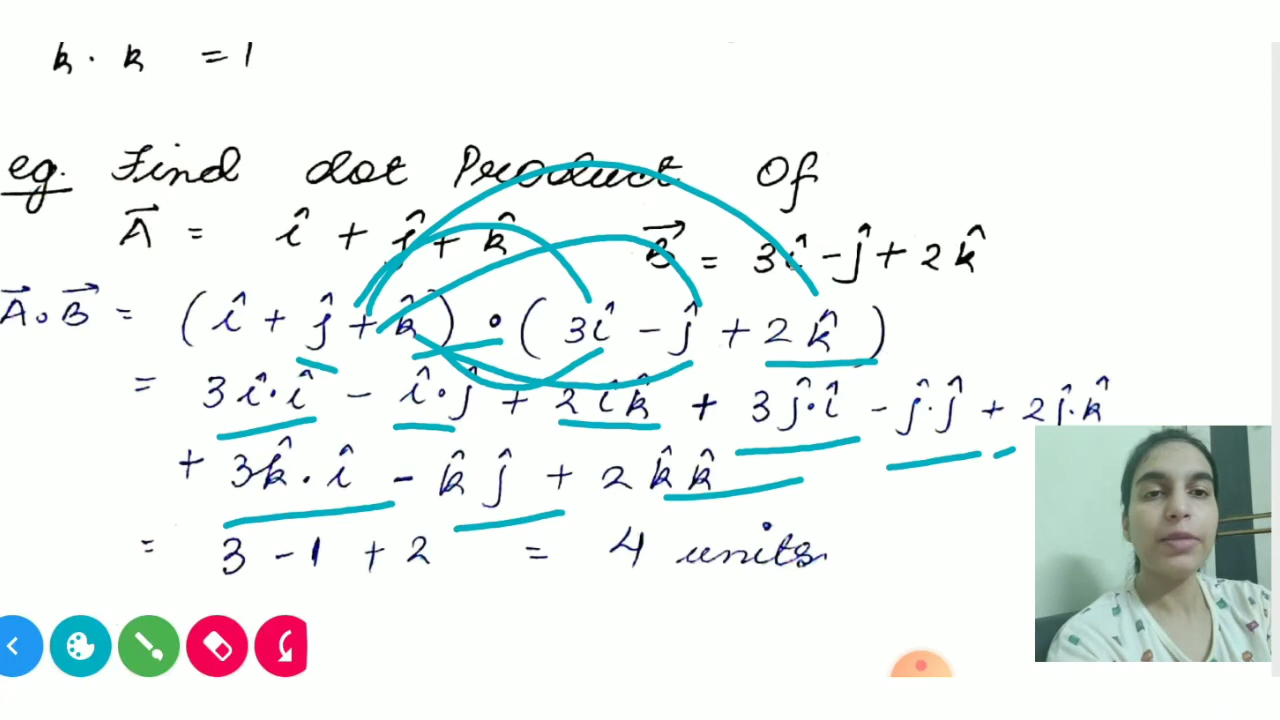 k . k = 1
eg. Find dot Product Of
A⃗ = î + ĵ + k̂    B⃗ = 3î - ĵ + 2k̂
A⃗ . B⃗ = (î + ĵ + k̂) . (3î - ĵ + 2k̂)
= 3î.î - î.ĵ + 2îk̂ + 3ĵ.î - ĵ.ĵ + 2ĵ.k̂
+ 3k̂.î - k̂ĵ + 2k̂k̂
= 3 - 1 + 2 = 4 units